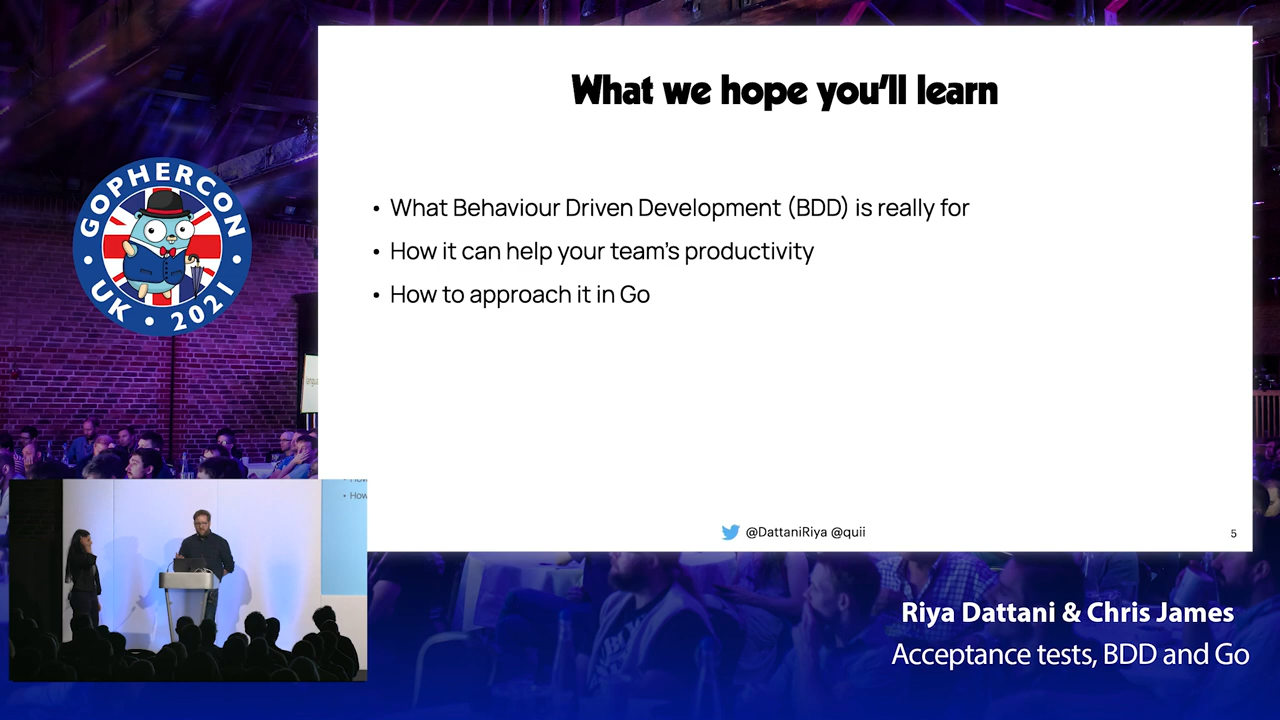 What we hope you'll learn
• What Behaviour Driven Development (BDD) is really for
• How it can help your team's productivity
• How to approach it in Go
@DattaniRiya @quii
5
GOPHERCON
UK • 2021
• How
Riya Dattani & Chris James
Acceptance tests, BDD and Go